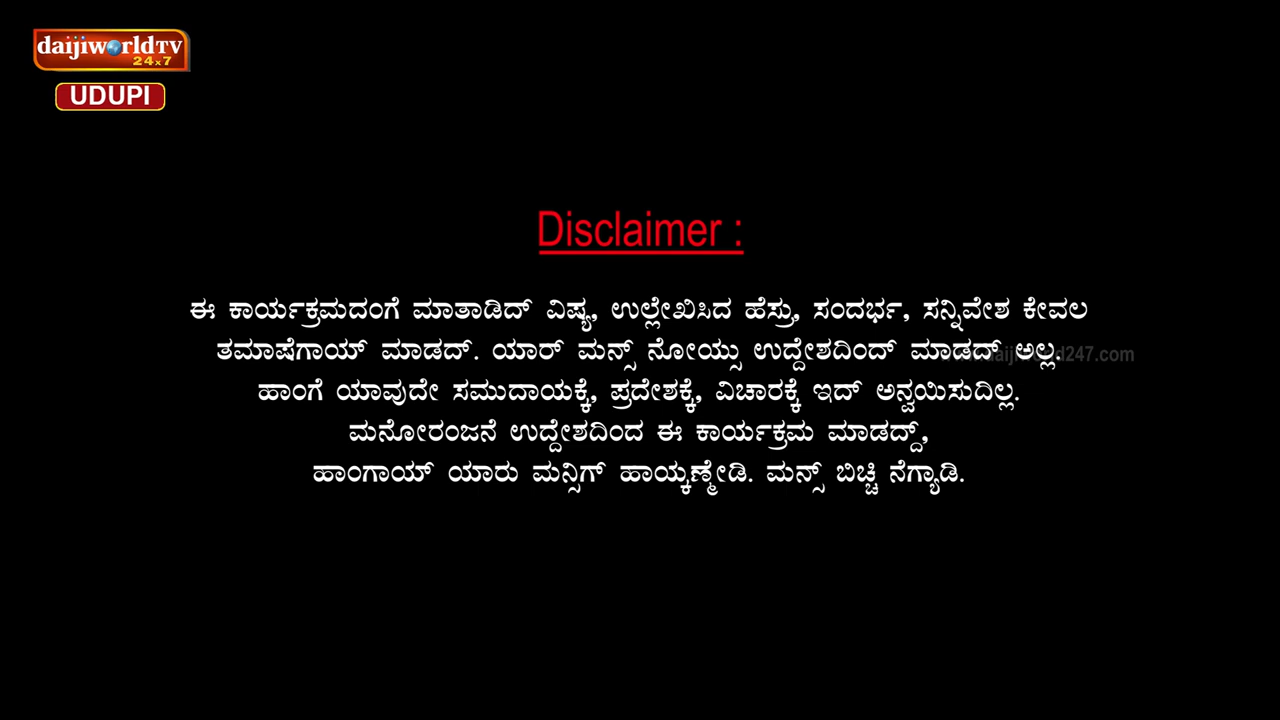 daijiworldTV
24x7
UDUPI
Disclaimer :
ಈ ಕಾರ್ಯಕ್ರಮದಂಗೆ ಮಾತಾಡಿದ್ ವಿಷ್ಯ, ಉಲ್ಲೇಖಿಸಿದ ಹೆಸ್ರು, ಸಂದರ್ಭ, ಸನ್ನಿವೇಶ ಕೇವಲ
ತಮಾಷೆಗಾಯ್ ಮಾಡದ್. ಯಾರ್ ಮನ್ಸ್ ನೋಯ್ಸು ಉದ್ದೇಶದಿಂದ್ ಮಾಡದ್ ಅಲ್ಲ.
ಹಾಂಗೆ ಯಾವುದೇ ಸಮುದಾಯಕ್ಕೆ, ಪ್ರದೇಶಕ್ಕೆ, ವಿಚಾರಕ್ಕೆ ಇದ್ ಅನ್ವಯಿಸುದಿಲ್ಲ.
ಮನೋರಂಜನೆ ಉದ್ದೇಶದಿಂದ ಈ ಕಾರ್ಯಕ್ರಮ ಮಾಡದ್ದ್,
ಹಾಂಗಾಯ್ ಯಾರು ಮನ್ಸಿಗ್ ಹಾಯ್ಕಣ್ಮೇಡಿ. ಮನ್ಸ್ ಬಿಚ್ಚಿ ನೆಗ್ಯಾಡಿ.